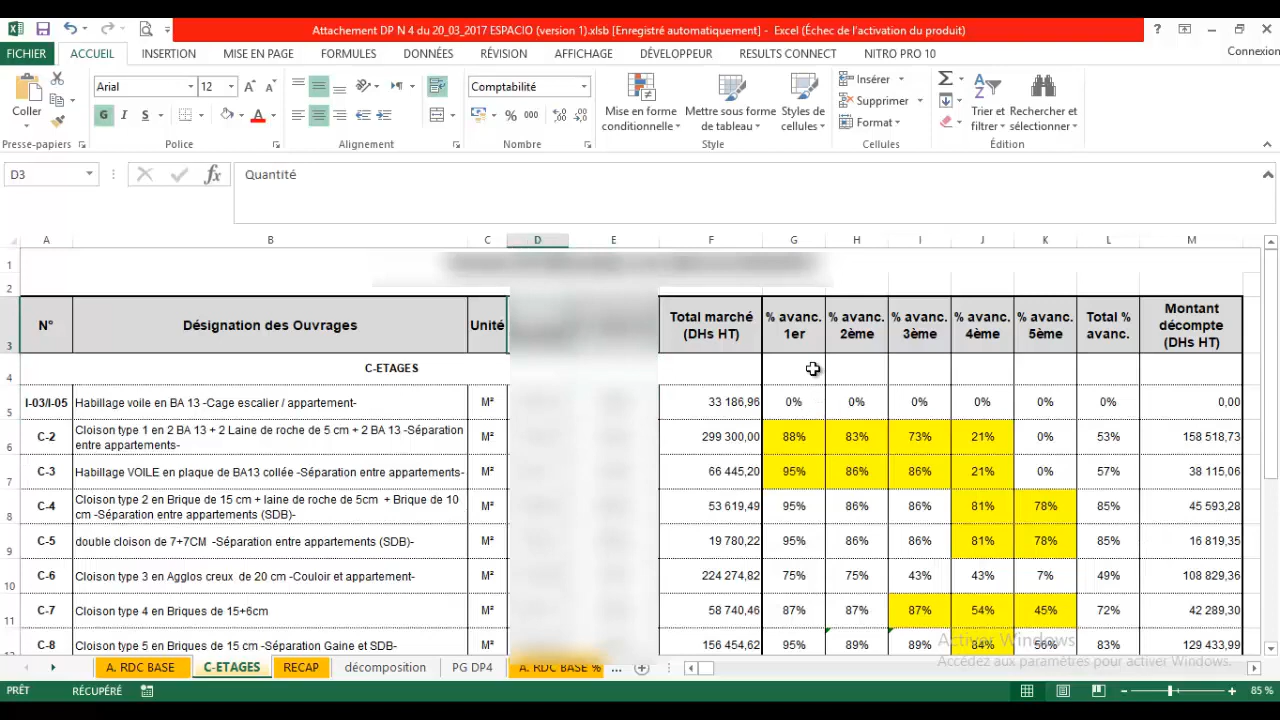 Attachement DP N 4 du 20_03_2017 ESPACIO (version 1).xlsb [Enregistré automatiquement] - Excel (Échec de l'activation du produit)
FICHIER ACCUEIL INSERTION MISE EN PAGE FORMULES DONNÉES RÉVISION AFFICHAGE DÉVELOPPEUR RESULTS CONNECT NITRO PRO 10 Connexion
Coller
Arial 12
G I S A
Comptabilité
% 000
Mise en forme conditionnelle
Mettre sous forme de tableau
Styles de cellules
Insérer
Supprimer
Format
Trier et filtrer
Rechercher et sélectionner
Presse-papiers Police Alignement Nombre Style Cellules Édition
D3 fx Quantité
A B C D E F G H I J K L M
1
2
3 N° Désignation des Ouvrages Unité Total marché (DHs HT) % avanc. 1er % avanc. 2ème % avanc. 3ème % avanc. 4ème % avanc. 5ème Total % avanc. Montant décompte (DHs HT)
4 C-ETAGES
5 I-03/I-05 Habillage voile en BA 13 -Cage escalier / appartement- M² 33 186,96 0% 0% 0% 0% 0% 0% 0,00
6 C-2 Cloison type 1 en 2 BA 13 + 2 Laine de roche de 5 cm + 2 BA 13 -Séparation entre appartements- M² 299 300,00 88% 83% 73% 21% 0% 53% 158 518,73
7 C-3 Habillage VOILE en plaque de BA13 collée -Séparation entre appartements- M² 66 445,20 95% 86% 86% 21% 0% 57% 38 115,06
8 C-4 Cloison type 2 en Brique de 15 cm + laine de roche de 5cm + Brique de 10 cm -Séparation entre appartements (SDB)- M² 53 619,49 95% 86% 86% 81% 78% 85% 45 593,28
9 C-5 double cloison de 7+7CM -Séparation entre appartements (SDB)- M² 19 780,22 95% 86% 86% 81% 78% 85% 16 819,35
10 C-6 Cloison type 3 en Agglos creux de 20 cm -Couloir et appartement- M² 224 274,82 75% 75% 43% 43% 7% 49% 108 829,36
11 C-7 Cloison type 4 en Briques de 15+6cm M² 58 740,46 87% 87% 87% 54% 45% 72% 42 289,30
C-8 Cloison type 5 en Briques de 15 cm -Séparation Gaine et SDB- M² 156 454,62 95% 89% 89% 84% 56% 83% 129 433,99
Activer Windows
Accédez aux paramètres pour activer Windows.
A. RDC BASE C-ETAGES RECAP décomposition PG DP4 A. RDC BASE % ...
PRÊT RÉCUPÉRÉ 85 %